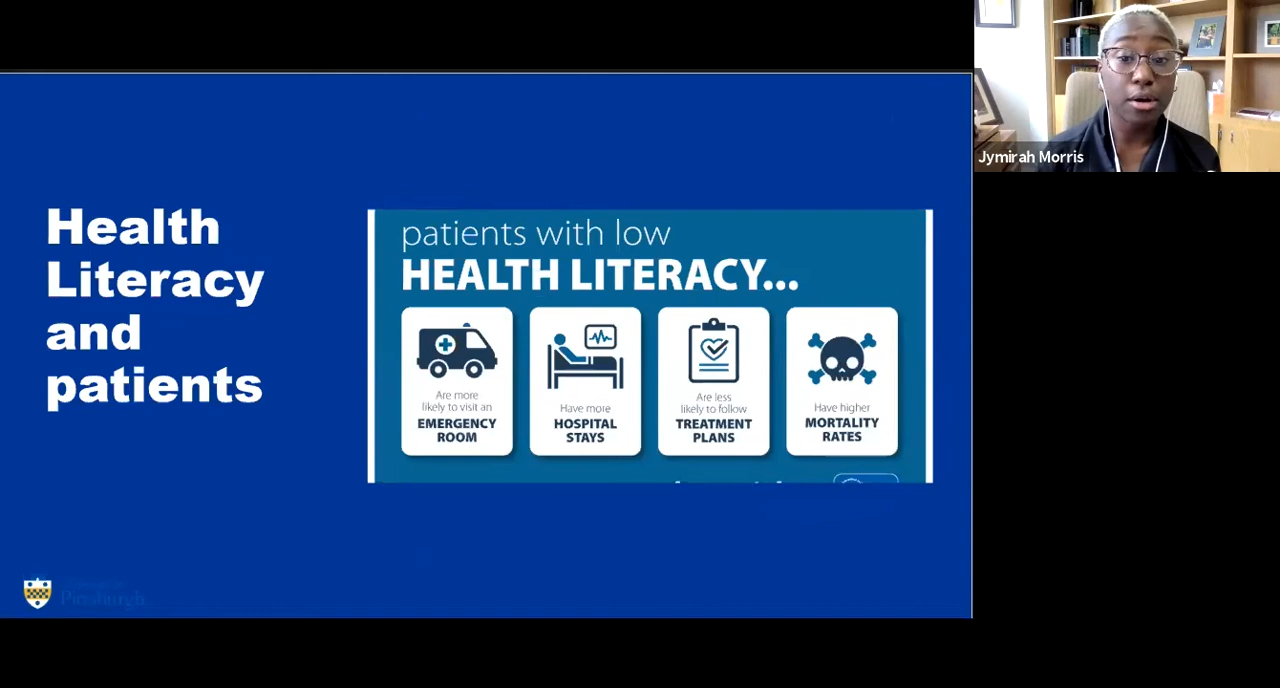 Health
Literacy
and
patients
patients with low
HEALTH LITERACY...
Are more
likely to visit an
EMERGENCY
ROOM
Have more
HOSPITAL
STAYS
Are less
likely to follow
TREATMENT
PLANS
Have higher
MORTALITY
RATES
Pittsburgh
Jymirah Morris